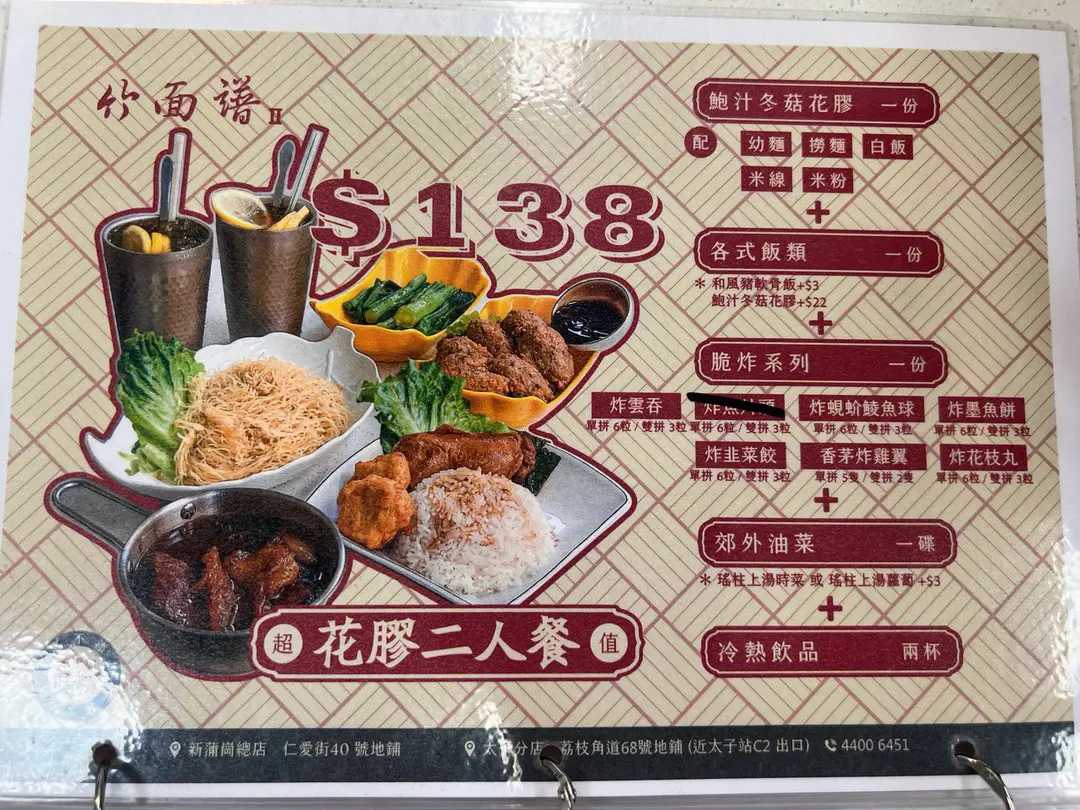 竹面譜II
$138
鮑汁冬菇花膠 一份
配 幼麵 撈麵 白飯
米線 米粉
+
各式飯類 一份
* 和風豬軟骨飯+$3
鮑汁冬菇花膠+$22
+
脆炸系列 一份
炸雲吞 炸蜆蚧鯪魚球 炸墨魚餅
單拼 6粒 / 雙拼 3粒 單拼 6粒 / 雙拼 3粒 單拼 6粒 / 雙拼 3粒 單拼 6粒 / 雙拼 3粒
炸韭菜餃 香茅炸雞翼 炸花枝丸
單拼 6粒 / 雙拼 3粒 單拼 5隻 / 雙拼 2隻 單拼 6粒 / 雙拼 3粒
+
郊外油菜 一碟
* 瑤柱上湯時菜 或 瑤柱上湯蘿蔔 +$3
+
冷熱飲品 兩杯
超 花膠二人餐 值
新蒲崗總店 仁愛街40 號地鋪 分店 荔枝角道68號地鋪 (近太子站C2 出口) 4400 6451